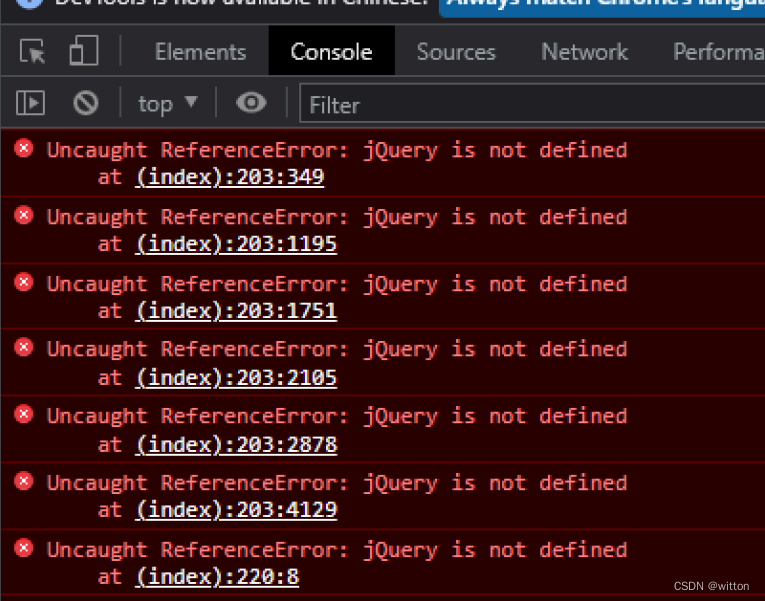 DevTools is now available in Chinese! Always match Chrome's langua
Elements Console Sources Network Performa
top ▼ Filter
Uncaught ReferenceError: jQuery is not defined
at (index):203:349
Uncaught ReferenceError: jQuery is not defined
at (index):203:1195
Uncaught ReferenceError: jQuery is not defined
at (index):203:1751
Uncaught ReferenceError: jQuery is not defined
at (index):203:2105
Uncaught ReferenceError: jQuery is not defined
at (index):203:2878
Uncaught ReferenceError: jQuery is not defined
at (index):203:4129
Uncaught ReferenceError: jQuery is not defined
at (index):220:8
CSDN @witton